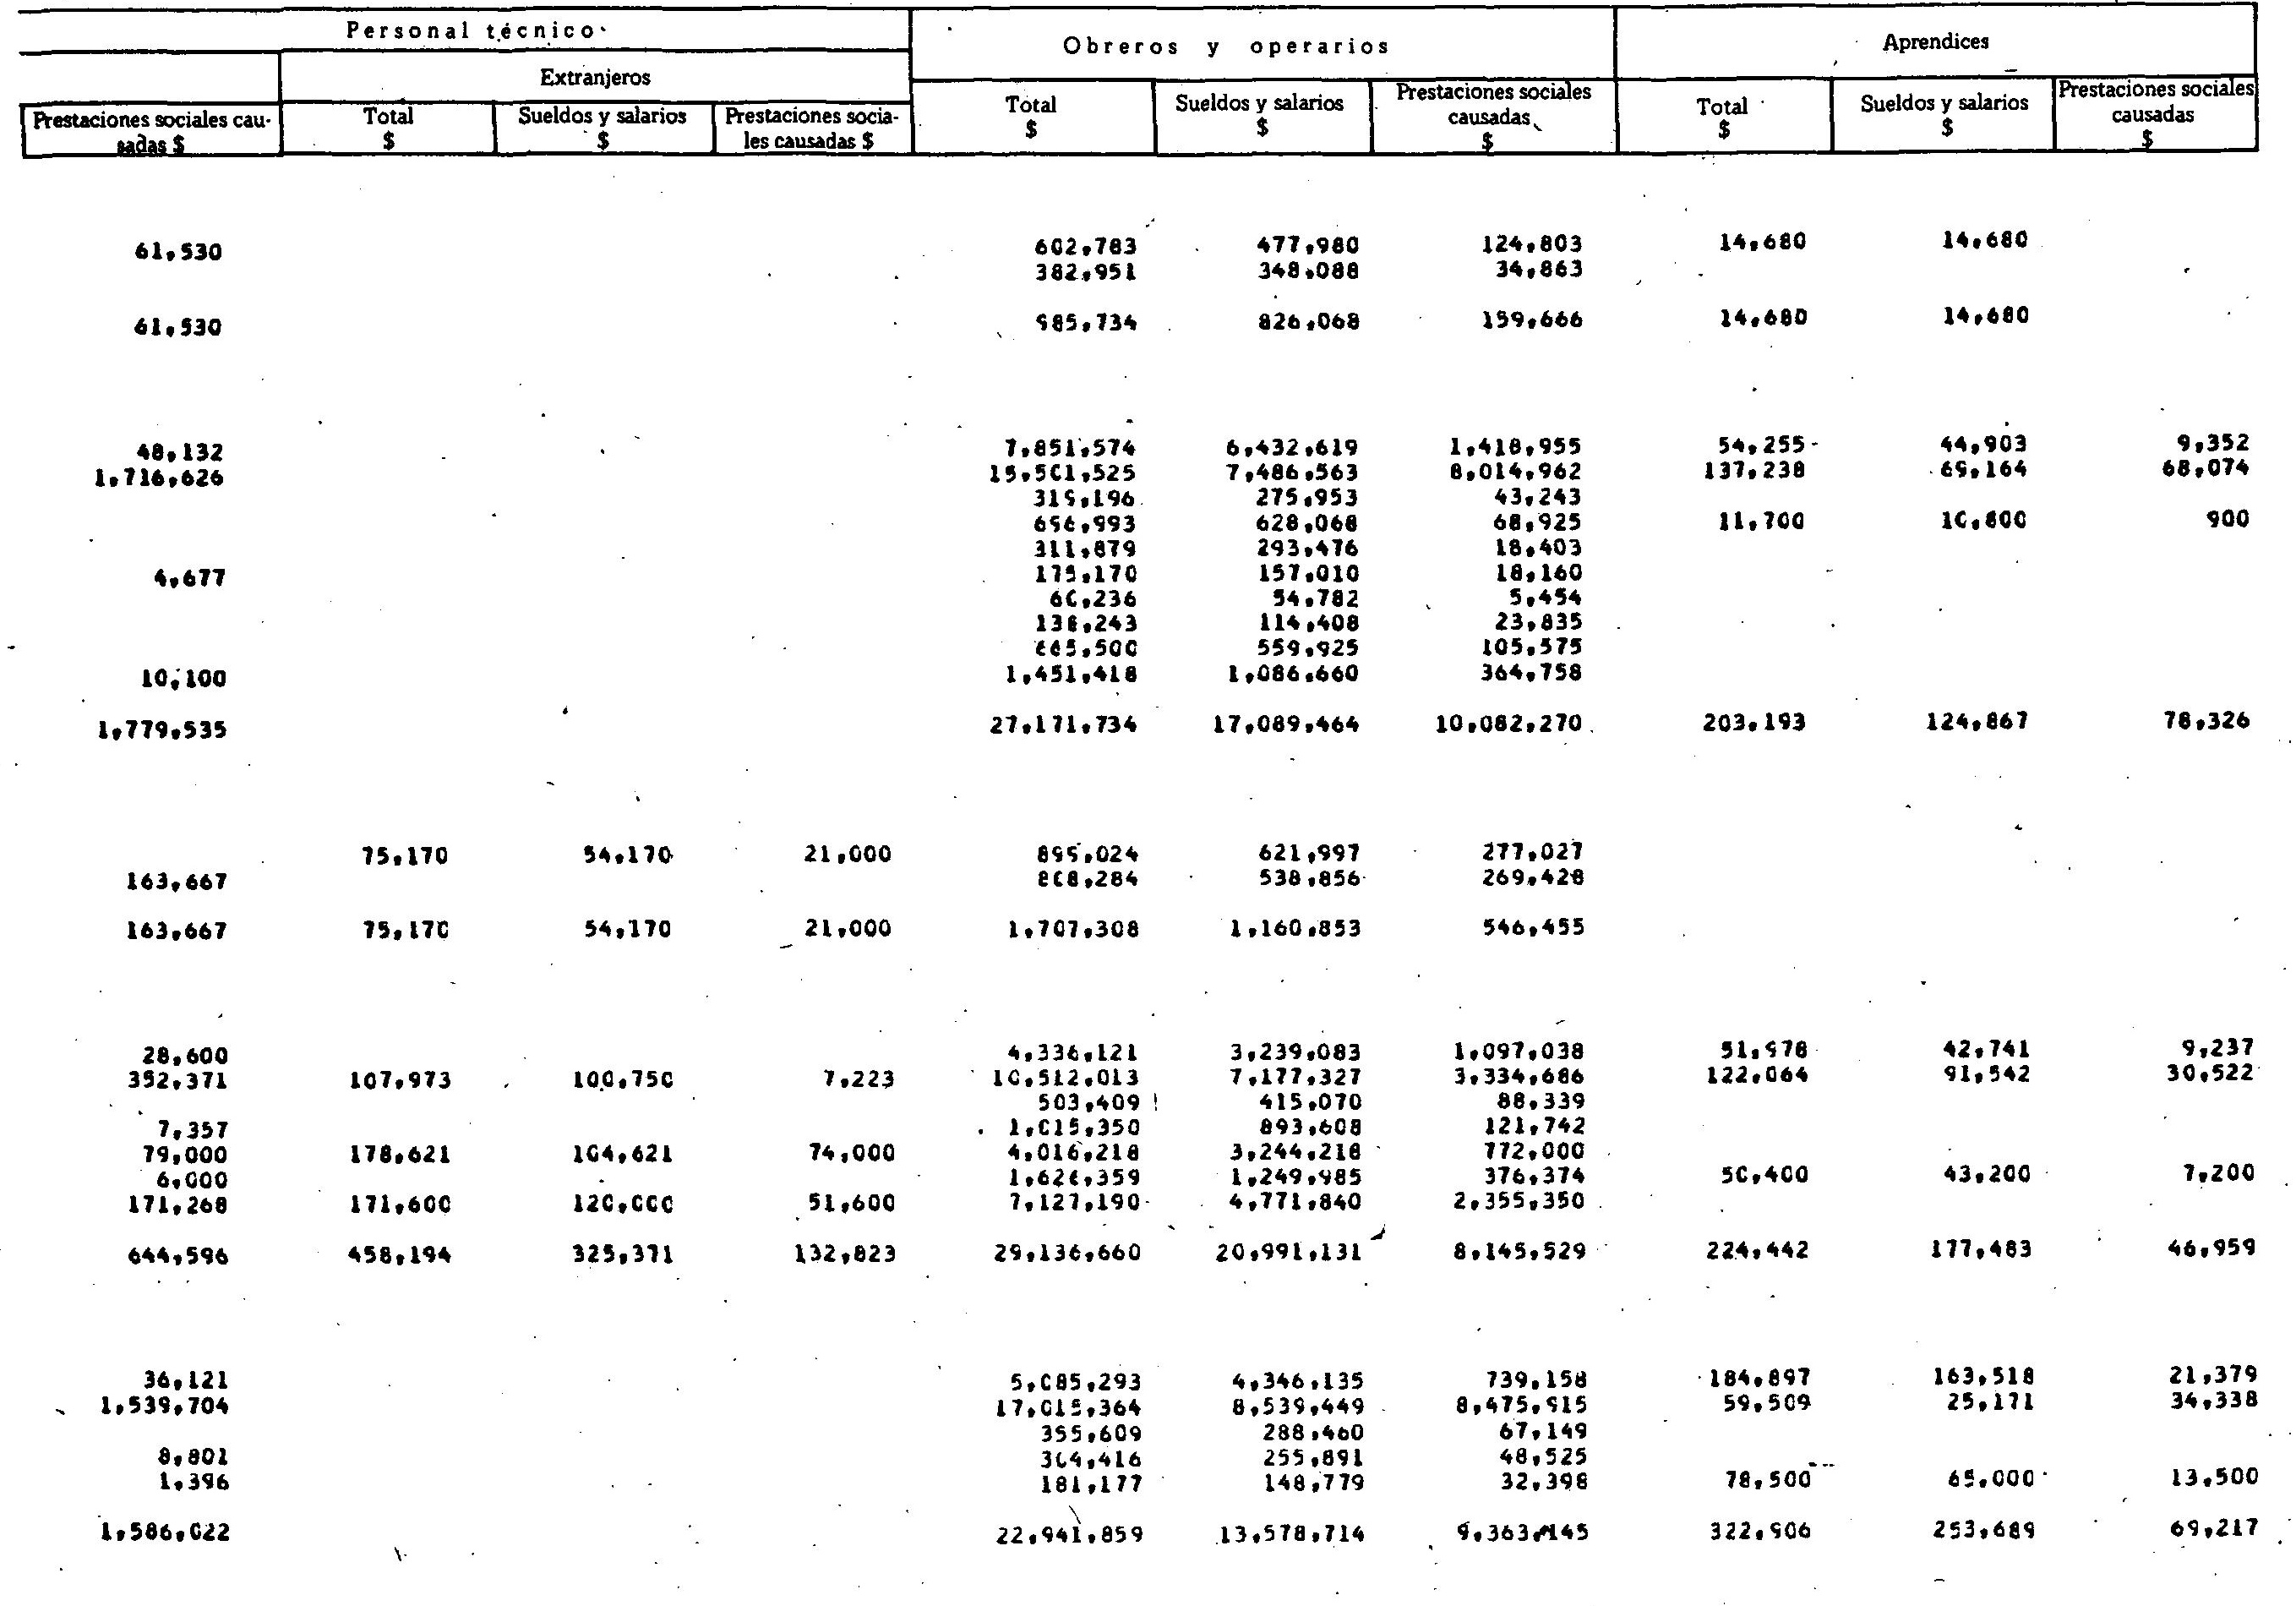 Personal técnico Obreros y operarios Aprendices
Extranjeros
Prestaciones sociales cau- Total Sueldos y salarios Prestaciones socia- Total Sueldos y salarios Prestaciones sociales Total Sueldos y salarios Prestaciones sociales
sadas $ $ $ les causadas $ $ $ causadas $ $ $ causadas $
61,530 602,783 477,980 124,803 14,680 14,680
382,951 348,088 34,863
61,530 985,734 826,068 159,666 14,680 14,680
48,132 7,851,574 6,432,619 1,418,955 54,255 44,903 9,352
1,716,626 15,501,525 7,486,563 8,014,962 137,238 69,164 68,074
319,196 275,953 43,243
696,993 628,068 68,925 11,700 10,800 900
311,879 293,476 18,403
4,677 175,170 157,010 18,160
60,236 54,782 5,454
138,243 114,408 23,835
665,500 559,925 105,575
10,100 1,451,418 1,086,660 364,758
1,779,535 27,171,734 17,089,464 10,082,270 203,193 124,867 78,326
75,170 54,170 21,000 899,024 621,997 277,027
163,667 808,284 538,856 269,428
163,667 75,170 54,170 21,000 1,707,308 1,160,853 546,455
28,600 4,336,121 3,239,083 1,097,038 51,978 42,741 9,237
352,371 107,973 100,750 7,223 10,512,013 7,177,327 3,334,686 122,064 91,542 30,522
503,409 415,070 88,339
7,357 1,015,350 893,608 121,742
79,000 178,621 104,621 74,000 4,016,218 3,244,218 772,000
6,000 1,626,359 1,249,985 376,374 50,400 43,200 7,200
171,268 171,600 120,000 51,600 7,127,190 4,771,840 2,355,350
644,596 458,194 325,371 132,823 29,136,660 20,991,131 8,145,529 224,442 177,483 46,959
36,121 5,085,293 4,346,135 739,158 184,897 163,518 21,379
1,539,704 17,015,364 8,539,449 8,475,915 59,509 25,171 34,338
355,609 288,460 67,149
8,801 304,416 255,891 48,525
1,396 181,177 148,779 32,398 78,500 65,000 13,500
1,586,022 22,941,859 13,578,714 9,363,145 322,906 253,689 69,217